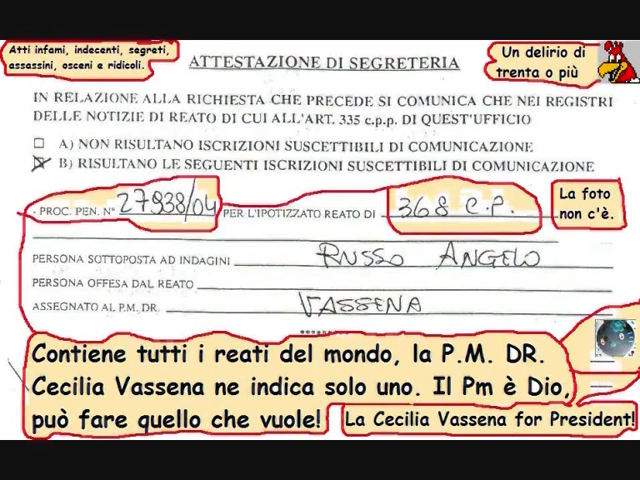 Atti infami, indecenti, segreti,
assassini, osceni e ridicoli.
ATTESTAZIONE DI SEGRETERIA
Un delirio di
trenta o più
IN RELAZIONE ALLA RICHIESTA CHE PRECEDE SI COMUNICA CHE NEI REGISTRI
DELLE NOTIZIE DI REATO DI CUI ALL'ART. 335 c.p.p. DI QUEST'UFFICIO
A) NON RISULTANO ISCRIZIONI SUSCETTIBILI DI COMUNICAZIONE
B) RISULTANO LE SEGUENTI ISCRIZIONI SUSCETTIBILI DI COMUNICAZIONE
- PROC. PEN. N° 27938/04 PER L'IPOTIZZATO REATO DI 368 C.P.
La foto
non c'è.
PERSONA SOTTOPOSTA AD INDAGINI RUSSO ANGELO
PERSONA OFFESA DAL REATO
ASSEGNATO AL P.M. DR. VASSENA
Contiene tutti i reati del mondo, la P.M. DR.
Cecilia Vassena ne indica solo uno. Il Pm è Dio,
può fare quello che vuole!
La Cecilia Vassena for President!